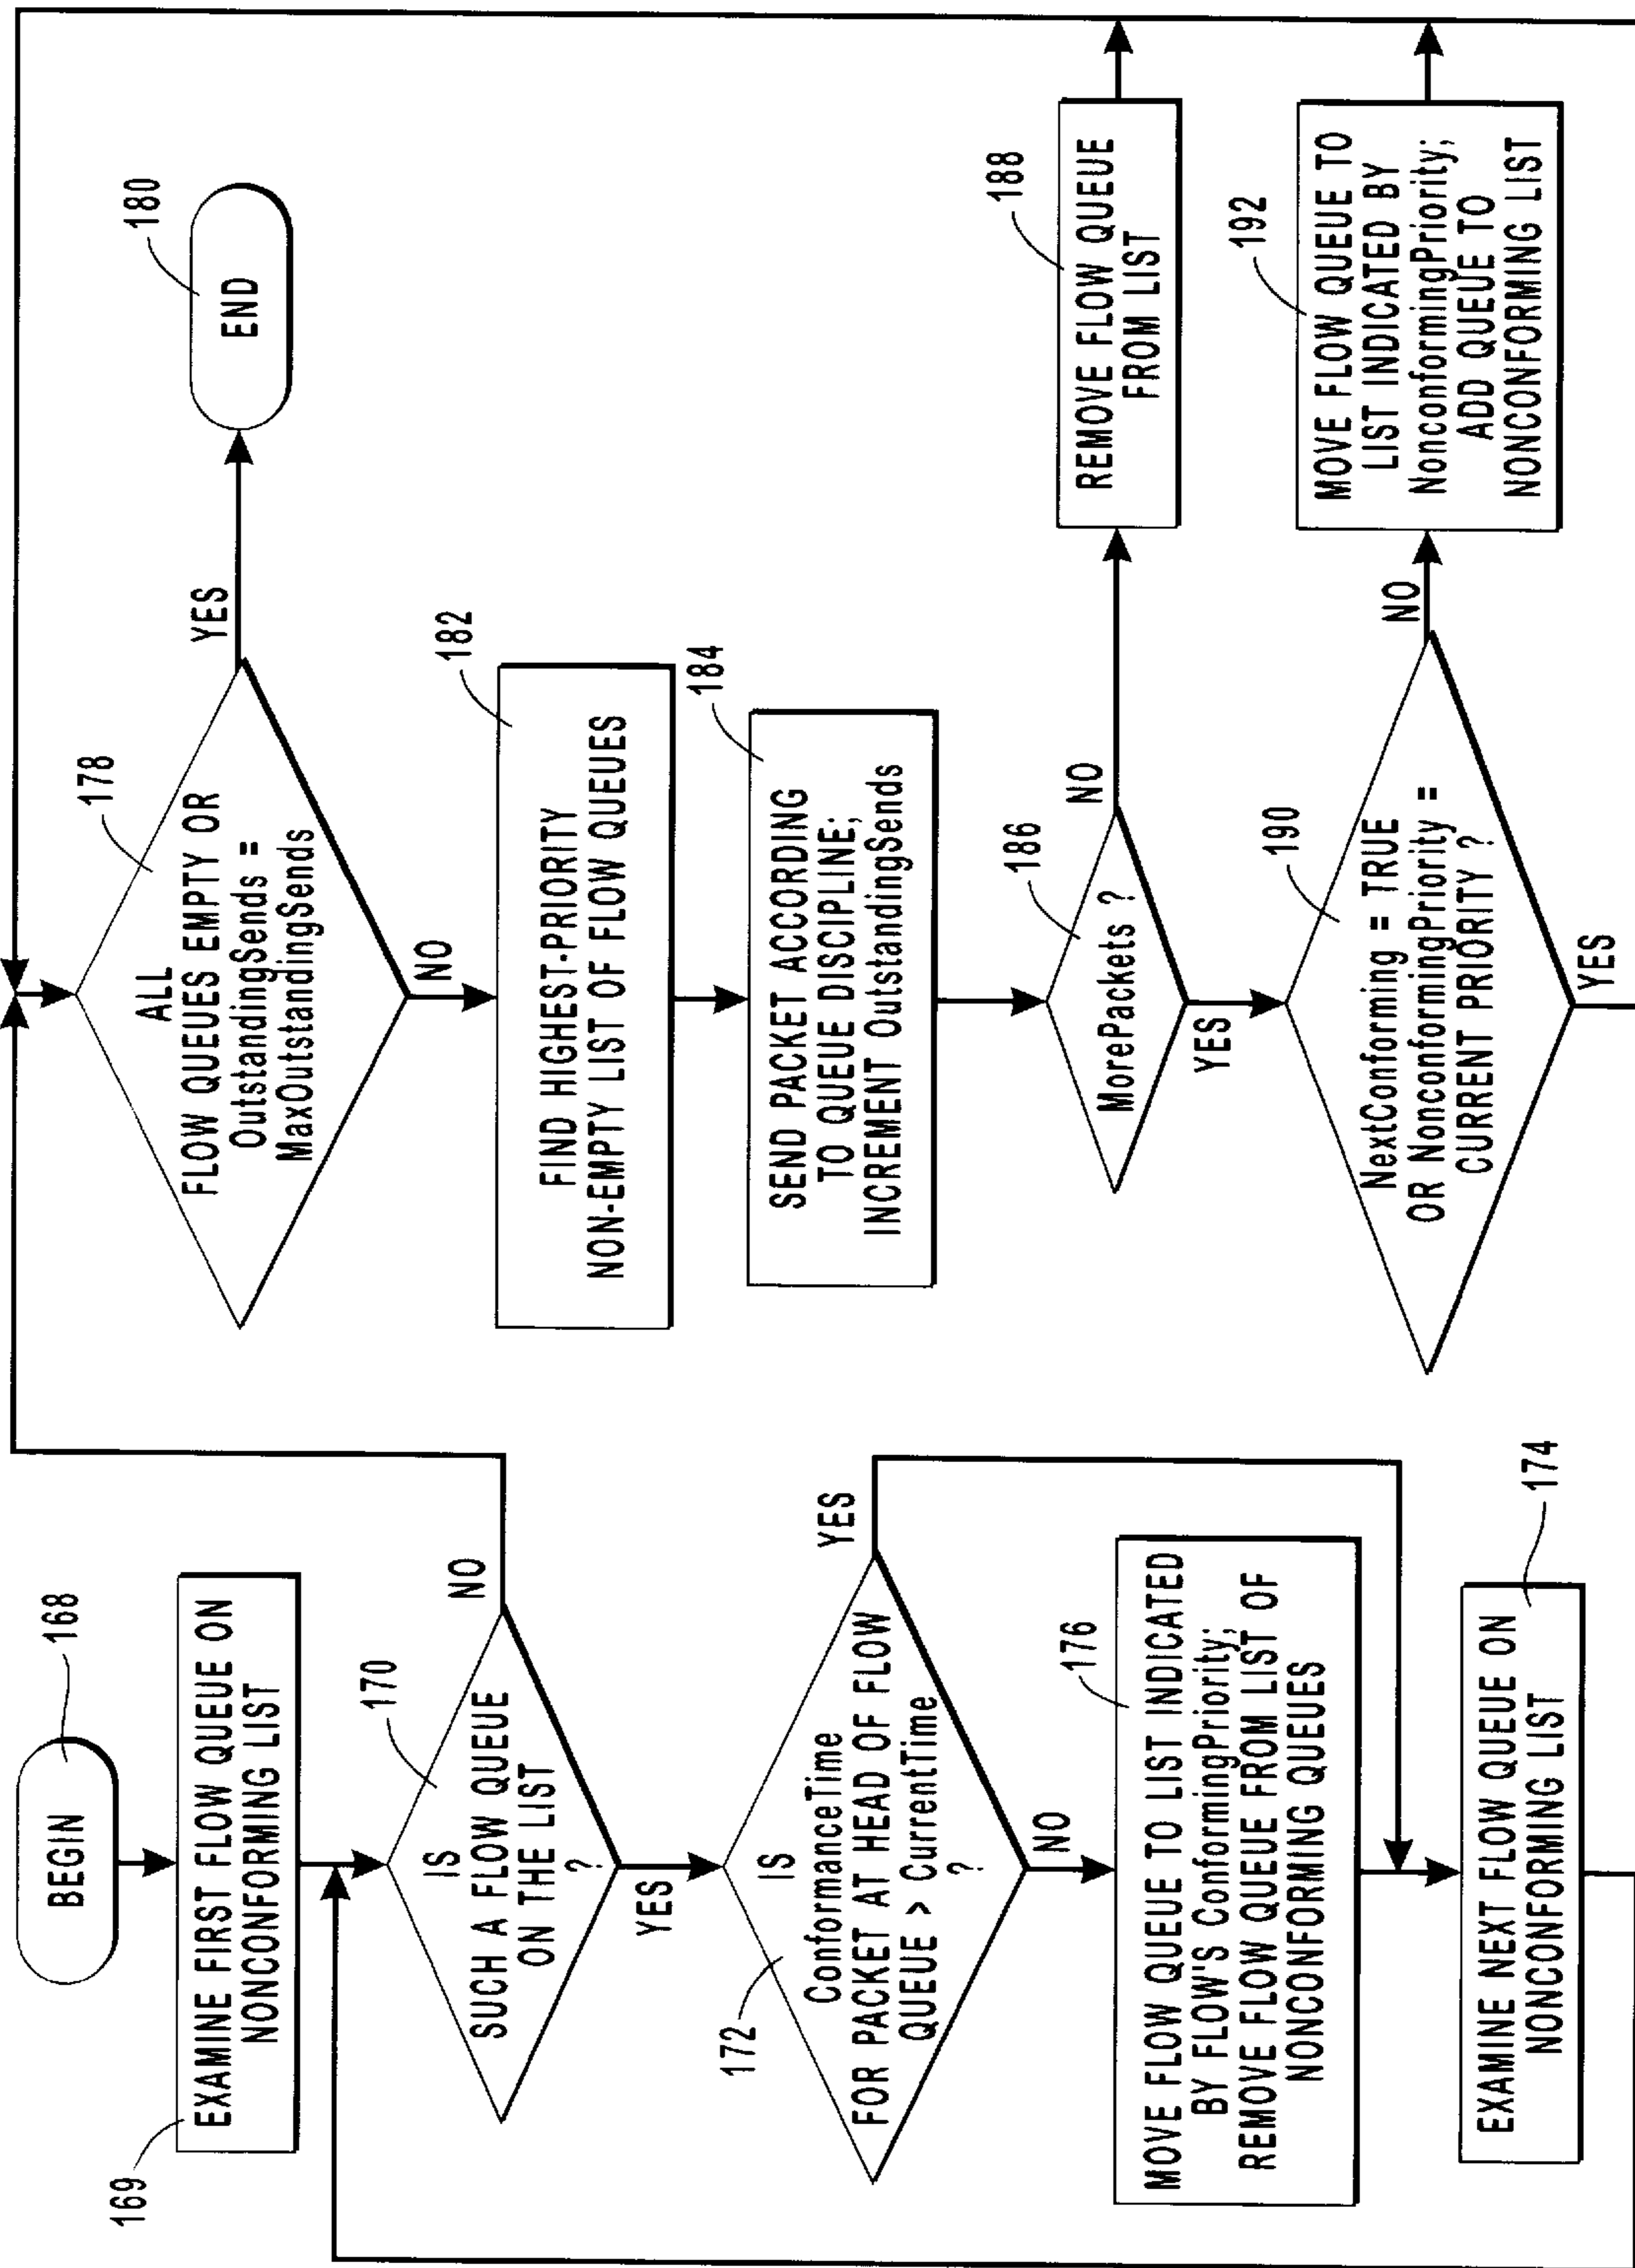 BEGIN
168
169
EXAMINE FIRST FLOW QUEUE ON
NONCONFORMING LIST
170
IS
SUCH A FLOW QUEUE
ON THE LIST
?
NO
YES
172
IS
ConformanceTime
FOR PACKET AT HEAD OF FLOW
QUEUE > CurrentTime
?
YES
NO
176
MOVE FLOW QUEUE TO LIST INDICATED
BY FLOW'S ConformingPriority;
REMOVE FLOW QUEUE FROM LIST OF
NONCONFORMING QUEUES
174
EXAMINE NEXT FLOW QUEUE ON
NONCONFORMING LIST
178
ALL
FLOW QUEUES EMPTY OR
OutstandingSends =
MaxOutstandingSends
YES
180
END
NO
182
FIND HIGHEST-PRIORITY
NON-EMPTY LIST OF FLOW QUEUES
184
SEND PACKET ACCORDING
TO QUEUE DISCIPLINE;
INCREMENT OutstandingSends
186
MorePackets ?
NO
188
REMOVE FLOW QUEUE
FROM LIST
YES
190
NextConforming = TRUE
OR NonconformingPriority =
CURRENT PRIORITY ?
NO
192
MOVE FLOW QUEUE TO
LIST INDICATED BY
NonconformingPriority;
ADD QUEUE TO
NONCONFORMING LIST
YES